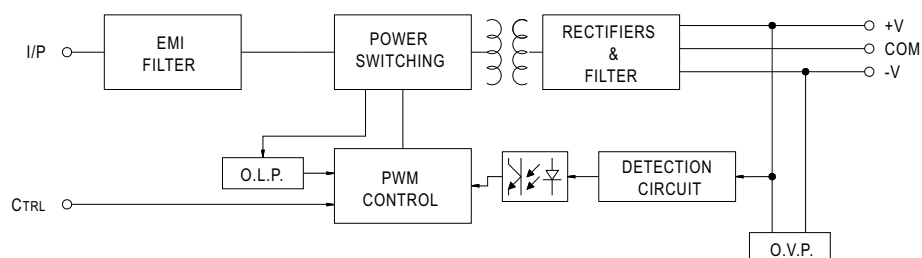 I/P
EMI
FILTER
POWER
SWITCHING
RECTIFIERS
&
FILTER
+V
COM
-V
O.L.P.
PWM
CONTROL
DETECTION
CIRCUIT
CTRL
O.V.P.